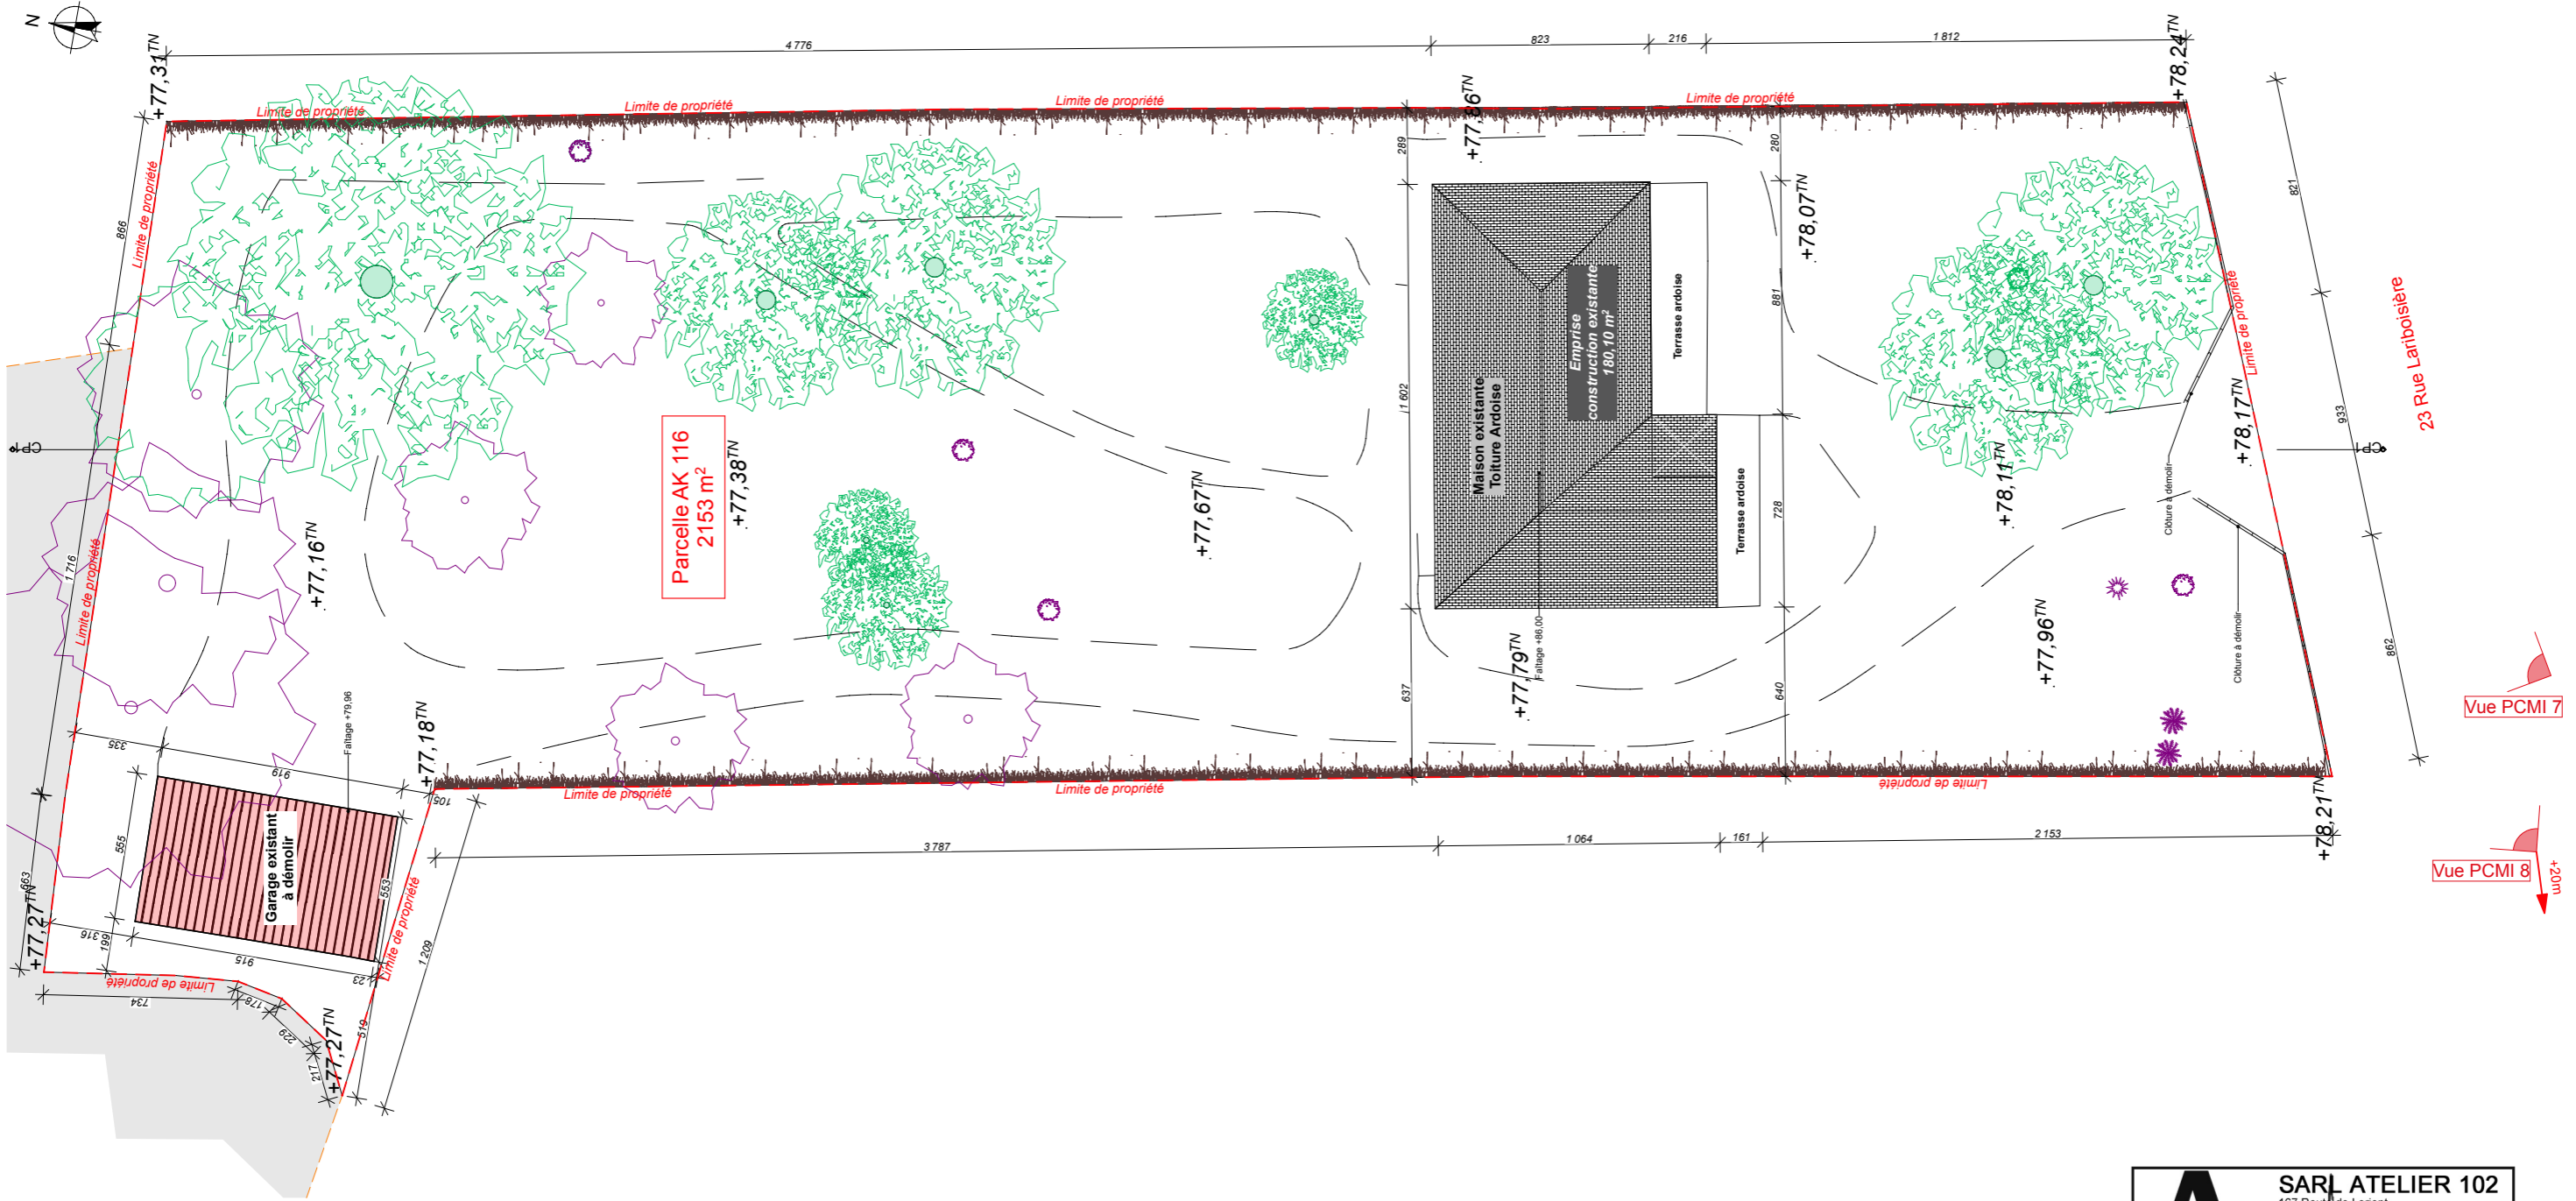 N
4 776
823
216
1 812
+77,31TN
+77,86TN
+78,24TN
Limite de propriété
Limite de propriété
Limite de propriété
Limite de propriété
866
Limite de propriété
289
280
+78,07TN
821
881
Terrasse ardoise
Emprise
construction existante
180,10 m²
Maison existante
Toiture Ardoise
1 602
Limite de propriété
23 Rue Lariboisière
933
CP1
CP1
Parcelle AK 116
2153 m²
+77,38TN
+77,67TN
+77,16TN
+78,11TN
+78,17TN
Clôture à démolir
Terrasse ardoise
728
1 716
Limite de propriété
+77,79TN
Faîtage +86,00
+77,96TN
Clôture à démolir
862
637
640
Vue PCMI 7
Faîtage +79,96
+77,18TN
335
919
105
Limite de propriété
Limite de propriété
Limite de propriété
555
Garage existant
à démolir
553
3 787
1 064
161
2 153
+78,21TN
Vue PCMI 8
+20m
663
+77,27TN
316
199
915
23
Limite de propriété
1 209
Limite de propriété
734
178
229
217
+77,27TN
519
SARL ATELIER 102